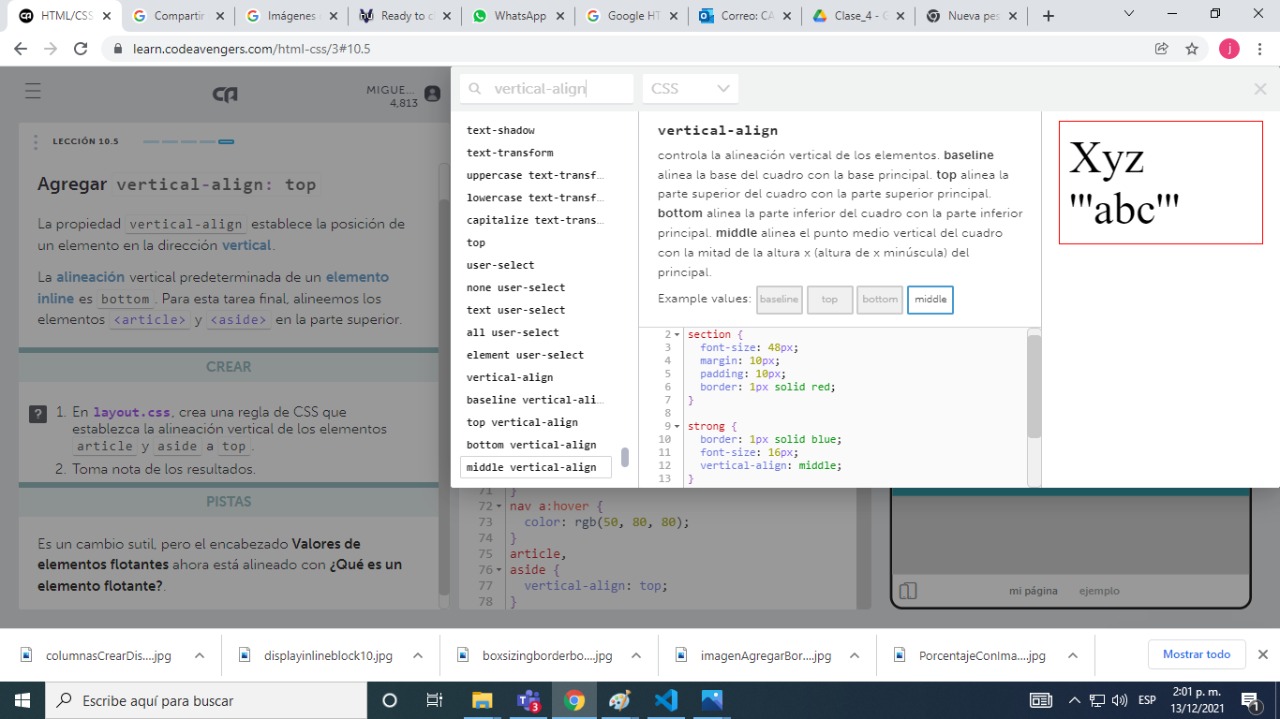 HTML/CSS
Compartir
Imágenes
Ready to c
WhatsApp
Google HT
Correo: CA
Clase_4 - G
Nueva pes
learn.codeavengers.com/html-css/3#10.5
j
MIGUE...
4,813
LECCIÓN 10.5
Agregar vertical-align: top
La propiedad vertical-align establece la posición de
un elemento en la dirección vertical.
La alineación vertical predeterminada de un elemento
inline es bottom. Para esta tarea final, alineemos los
elementos <article> y <aside> en la parte superior.
CREAR
?
1. En layout.css, crea una regla de CSS que
establezca la alineación vertical de los elementos
article y aside a top.
2. Toma nota de los resultados.
PISTAS
Es un cambio sutil, pero el encabezado Valores de
elementos flotantes ahora está alineado con ¿Qué es un
elemento flotante?.
vertical-align
CSS
text-shadow
text-transform
uppercase text-transf...
lowercase text-transf...
capitalize text-trans...
top
user-select
none user-select
text user-select
all user-select
element user-select
vertical-align
baseline vertical-ali...
top vertical-align
bottom vertical-align
middle vertical-align
vertical-align
controla la alineación vertical de los elementos. baseline
alinea la base del cuadro con la base principal. top alinea la
parte superior del cuadro con la parte superior principal.
bottom alinea la parte inferior del cuadro con la parte inferior
principal. middle alinea el punto medio vertical del cuadro
con la mitad de la altura x (altura de x minúscula) del
principal.
Example values: baseline top bottom middle
2 section {
3 font-size: 48px;
4 margin: 10px;
5 padding: 10px;
6 border: 1px solid red;
7 }
8
9 strong {
10 border: 1px solid blue;
11 font-size: 16px;
12 vertical-align: middle;
13 }
Xyz
'''abc'''
71 }
72 nav a:hover {
73 color: rgb(50, 80, 80);
74 }
75 article,
76 aside {
77 vertical-align: top;
78 }
mi página ejemplo
columnasCrearDis....jpg
displayinlineblock10.jpg
boxsizingborderbo....jpg
imagenAgregarBor....jpg
PorcentajeConIma....jpg
Mostrar todo
Escribe aquí para buscar
3
ESP
2:01 p. m.
13/12/2021
1